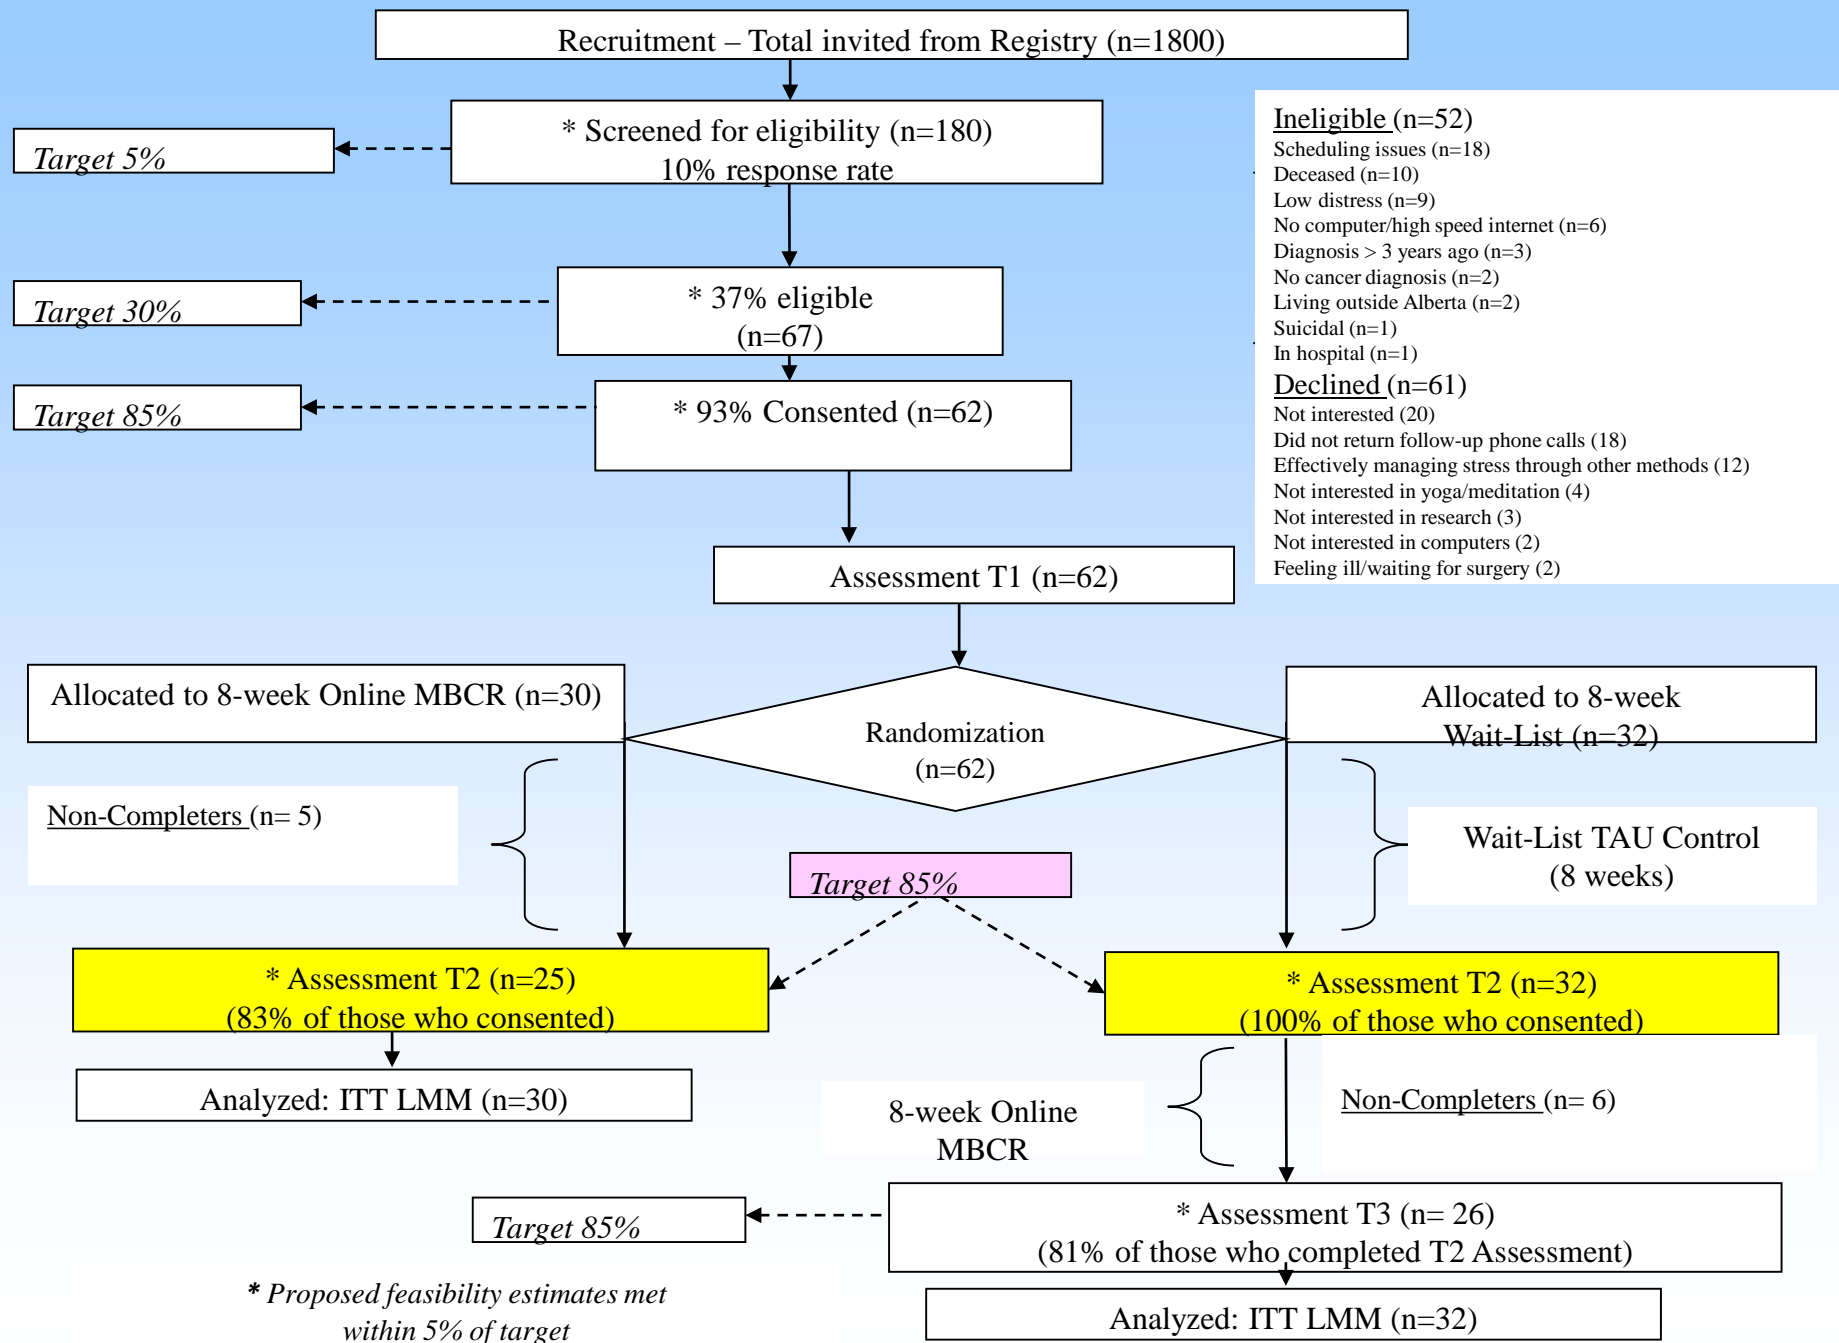 Recruitment – Total invited from Registry (n=1800)
* Screened for eligibility (n=180)
10% response rate
Target 5%
Ineligible (n=52)
Scheduling issues (n=18)
Deceased (n=10)
Low distress (n=9)
No computer/high speed internet (n=6)
Diagnosis > 3 years ago (n=3)
No cancer diagnosis (n=2)
Living outside Alberta (n=2)
Suicidal (n=1)
In hospital (n=1)
Declined (n=61)
Not interested (20)
Did not return follow-up phone calls (18)
Effectively managing stress through other methods (12)
Not interested in yoga/meditation (4)
Not interested in research (3)
Not interested in computers (2)
Feeling ill/waiting for surgery (2)
* 37% eligible
(n=67)
Target 30%
* 93% Consented (n=62)
Target 85%
Assessment T1 (n=62)
Randomization
(n=62)
Allocated to 8-week Online MBCR (n=30)
Allocated to 8-week
Wait-List (n=32)
Non-Completers (n= 5)
Wait-List TAU Control
(8 weeks)
Target 85%
* Assessment T2 (n=25)
(83% of those who consented)
* Assessment T2 (n=32)
(100% of those who consented)
Analyzed: ITT LMM (n=30)
8-week Online
MBCR
Non-Completers (n= 6)
Target 85%
* Assessment T3 (n= 26)
(81% of those who completed T2 Assessment)
* Proposed feasibility estimates met
within 5% of target
Analyzed: ITT LMM (n=32)